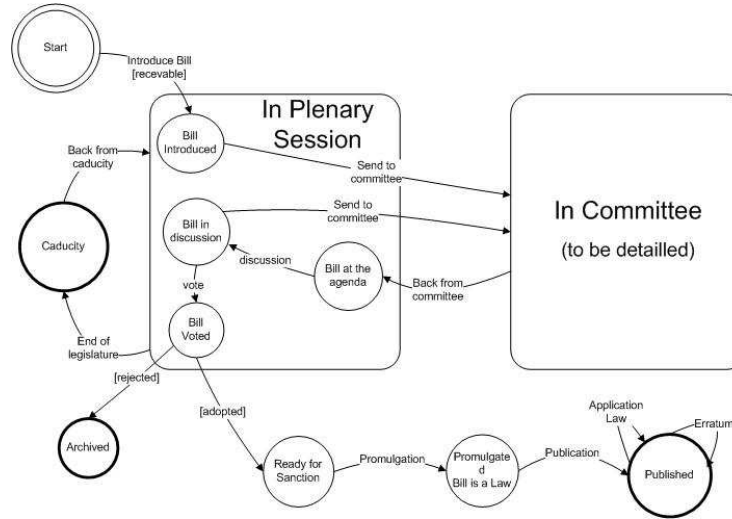 Start
Introduce Bill
[recevable]
In Plenary
Session
Bill
Introduced
Back from
caducity
Send to
committee
Bill in
discussion
Send to
committee
In Committee
(to be detailled)
Caducity
discussion
Bill at the
agenda
Back from
committee
vote
Bill
Voted
End of
legislature
[rejected]
[adopted]
Archived
Ready for
Sanction
Promulgation
Promulgate
d
Bill is a Law
Publication
Application
Law
Erratum
Published